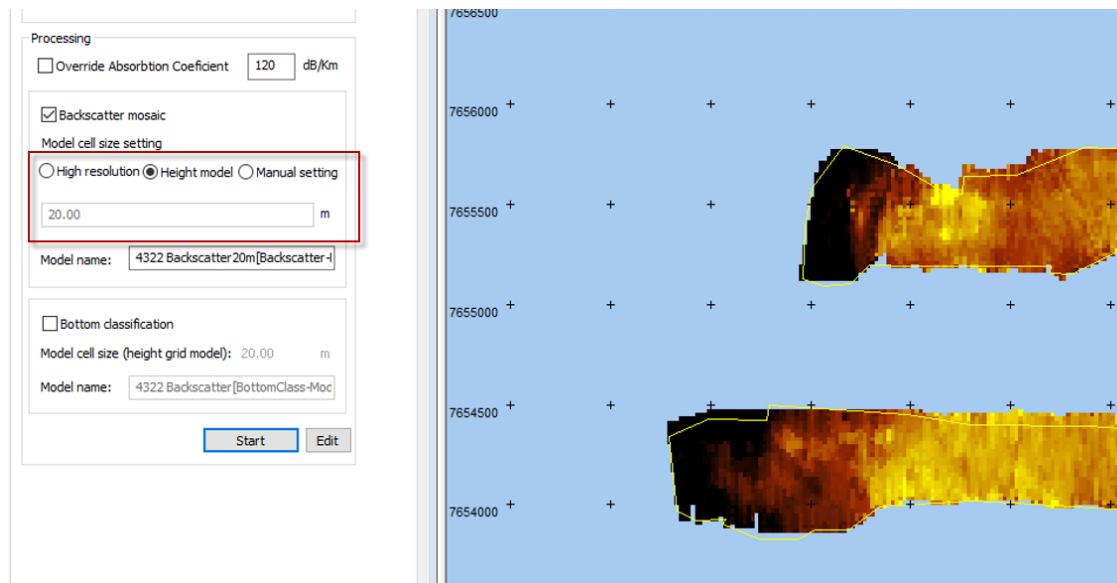 Processing
Override Absorbtion Coeficient 120 dB/Km
Backscatter mosaic
Model cell size setting
High resolution Height model Manual setting
20.00 m
Model name: 4322 Backscatter20m[Backscatter-
Bottom classification
Model cell size (height grid model): 20.00 m
Model name: 4322 Backscatter[BottomClass-Moc
Start Edit
7656500
7656000
7655500
7655000
7654500
7654000